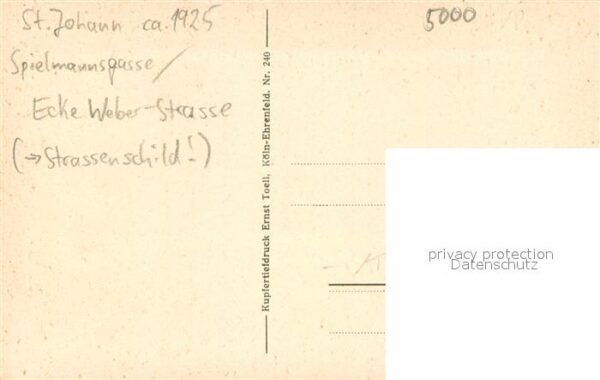 St. Johann ca. 1925
5000
Spielmannsgasse/
Ecke Weber-Strasse
(→ Strassenschild!)
Kupfertiefdruck Ernst Toell, Köln-Ehrenfeld. Nr. 240
privacy protection
Datenschutz